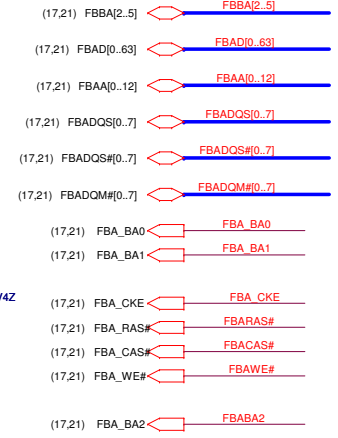 (17,21) FBBA[2..5] FBBA[2..5]
(17,21) FBAD[0..63] FBAD[0..63]
(17,21) FBAA[0..12] FBAA[0..12]
(17,21) FBADQS[0..7] FBADQS[0..7]
(17,21) FBADQS#[0..7] FBADQS#[0..7]
(17,21) FBADQM#[0..7] FBADQM#[0..7]
(17,21) FBA_BA0 FBA_BA0
(17,21) FBA_BA1 FBA_BA1
(17,21) FBA_CKE FBA_CKE
(17,21) FBA_RAS# FBARAS#
(17,21) FBA_CAS# FBACAS#
(17,21) FBA_WE# FBAWE#
(17,21) FBA_BA2 FBABA2